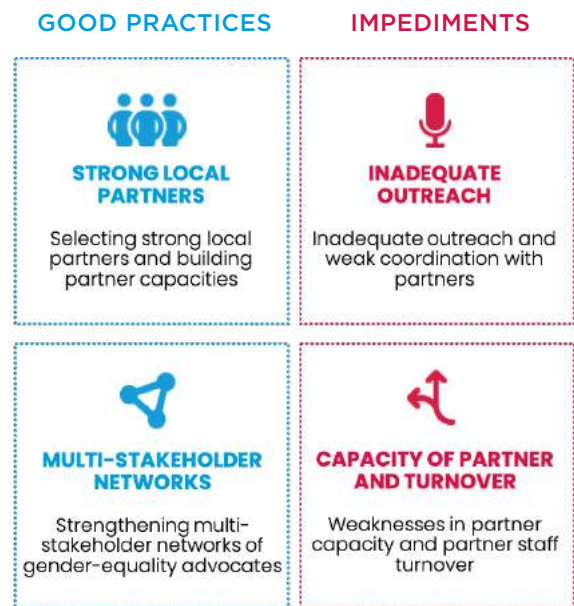 GOOD PRACTICES
IMPEDIMENTS
STRONG LOCAL
PARTNERS
Selecting strong local
partners and building
partner capacities
INADEQUATE
OUTREACH
Inadequate outreach and
weak coordination with
partners
MULTI-STAKEHOLDER
NETWORKS
Strengthening multi-
stakeholder networks of
gender-equality advocates
CAPACITY OF PARTNER
AND TURNOVER
Weaknesses in partner
capacity and partner staff
turnover